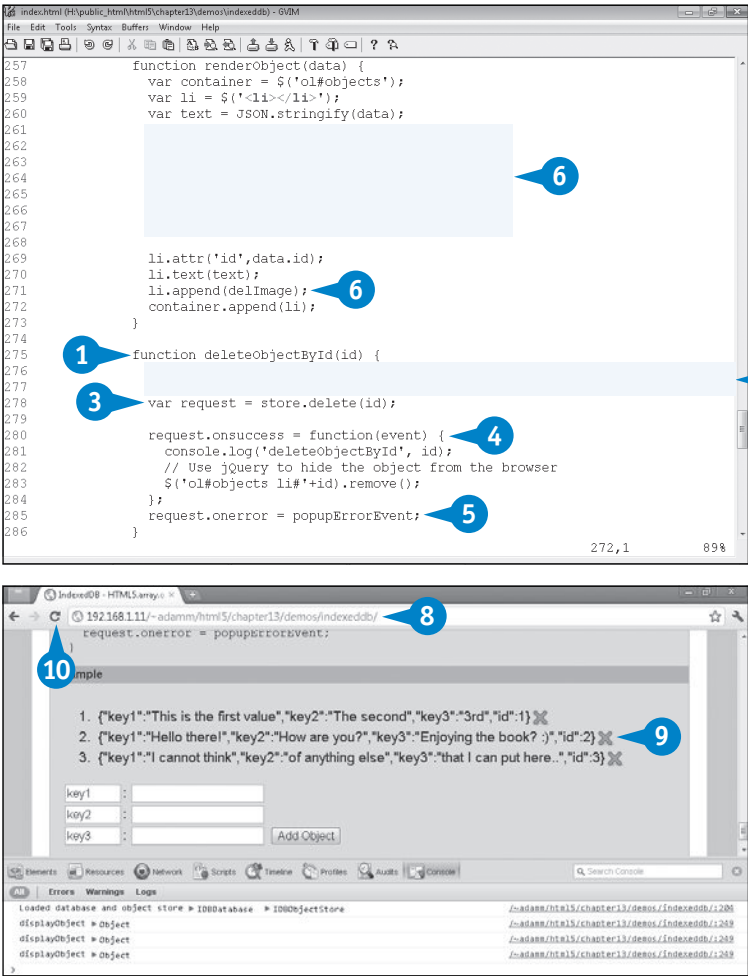 index.html (H:\public_html\html5\chapter13\demos\indexeddb) - GVIM
File Edit Tools Syntax Buffers Window Help
257 function renderObject(data) {
258 var container = $('ol#objects');
259 var li = $('<li></li>');
260 var text = JSON.stringify(data);
261
262
263
264 6
265
266
267
268
269 li.attr('id',data.id);
270 li.text(text);
271 li.append(delImage); 6
272 container.append(li);
273 }
274
275 1 function deleteObjectById(id) {
276
277
278 3 var request = store.delete(id);
279
280 request.onsuccess = function(event) { 4
281 console.log('deleteObjectById', id);
282 // Use jQuery to hide the object from the browser
283 $('ol#objects li#'+id).remove();
284 };
285 request.onerror = popupErrorEvent; 5
286 }
272,1 89%
IndexedDB - HTML5.array.o
192.168.1.11/~adamm/html5/chapter13/demos/indexeddb/ 8
request.onerror = popupErrorEvent;
}
10 mple
1. {"key1":"This is the first value","key2":"The second","key3":"3rd","id":1}
2. {"key1":"Hello there!","key2":"How are you?","key3":"Enjoying the book? :)","id":2} 9
3. {"key1":"I cannot think","key2":"of anything else","key3":"that I can put here..","id":3}
key1 :
key2 :
key3 : Add Object
Elements Resources Network Scripts Timeline Profiles Audits Console Search Console
All Errors Warnings Logs
Loaded database and object store ▶ IDBDatabase ▶ IDBObjectStore /~adamm/html5/chapter13/demos/indexeddb/:204
displayObject ▶ Object /~adamm/html5/chapter13/demos/indexeddb/:249
displayObject ▶ Object /~adamm/html5/chapter13/demos/indexeddb/:249
displayObject ▶ Object /~adamm/html5/chapter13/demos/indexeddb/:249
>